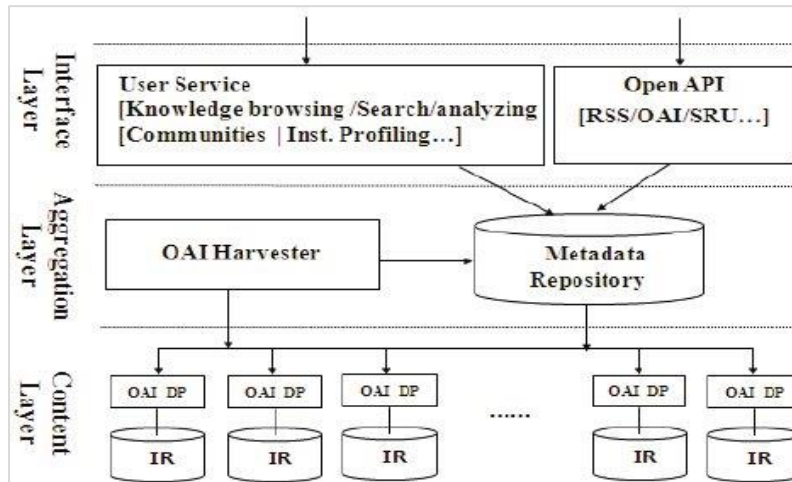 Interface
Layer
User Service
[Knowledge browsing /Search/analyzing
[Communities | Inst. Profiling…]
Open API
[RSS/OAI/SRU…]
Aggregation
Layer
OAI Harvester
Metadata
Repository
Content
Layer
OAI DP
OAI DP
OAI DP
......
OAI DP
OAI DP
IR
IR
IR
IR
IR